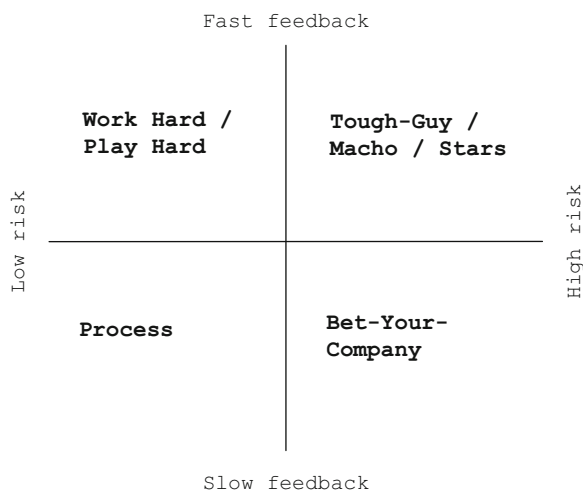 Fast feedback
Work Hard /
Play Hard
Tough-Guy /
Macho / Stars
Low risk
High risk
Process
Bet-Your-
Company
Slow feedback